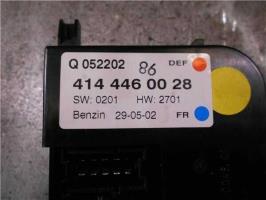 Q 052202 86 DEF
414 446 00 28
SW: 0201 HW: 2701
Benzin 29-05-02 FR